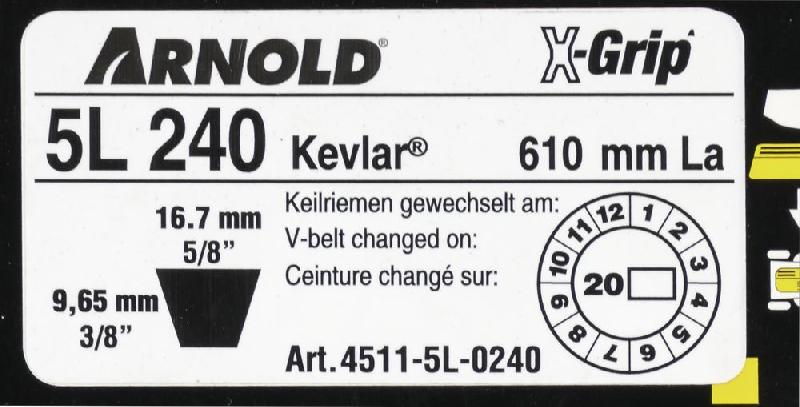 ARNOLD® X-Grip
5L 240 Kevlar® 610 mm La
Keilriemen gewechselt am:
V-belt changed on:
Ceinture changé sur:
16.7 mm
5/8”
9,65 mm
3/8”
Art.4511-5L-0240
12 1 2 3 4 5 6 7 8 9 10 11
20